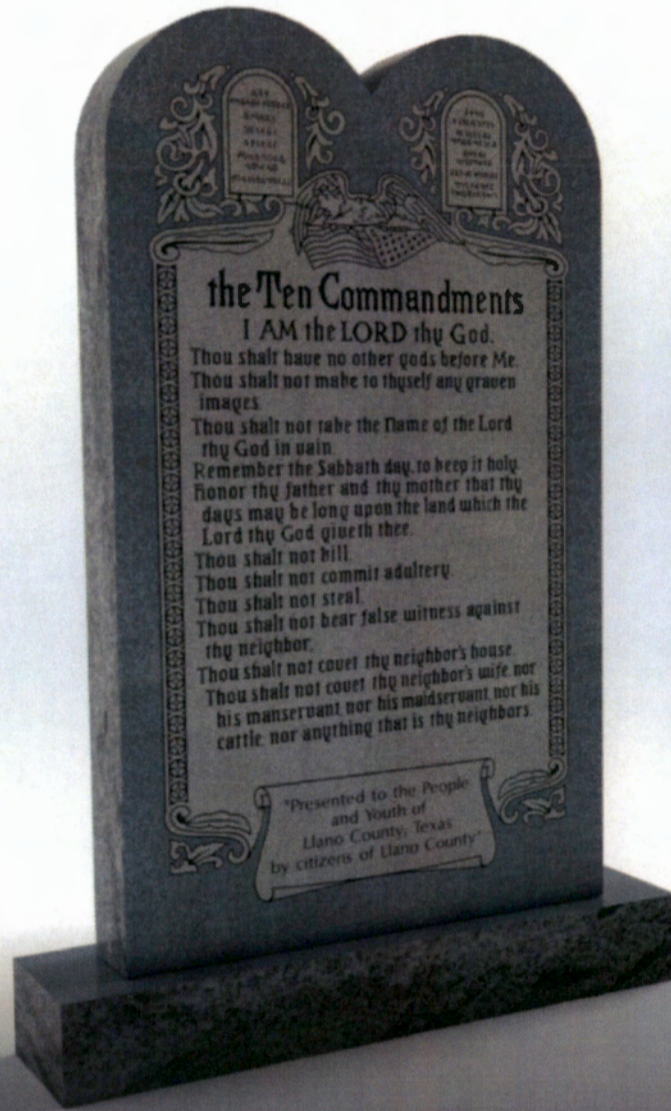 the Ten Commandments
I AM the LORD thy God.
Thou shalt have no other gods before Me.
Thou shalt not make to thyself any graven
images.
Thou shalt not take the Name of the Lord
thy God in vain.
Remember the Sabbath day, to keep it holy.
Honor thy father and thy mother that thy
days may be long upon the land which the
Lord thy God giveth thee.
Thou shalt not kill.
Thou shalt not commit adultery.
Thou shalt not steal.
Thou shalt not bear false witness against
thy neighbor.
Thou shalt not covet thy neighbor's house.
Thou shalt not covet thy neighbor's wife, nor
his manservant, nor his maidservant, nor his
cattle, nor anything that is thy neighbors.
"Presented to the People
and Youth of
Llano County, Texas
by citizens of Llano County"